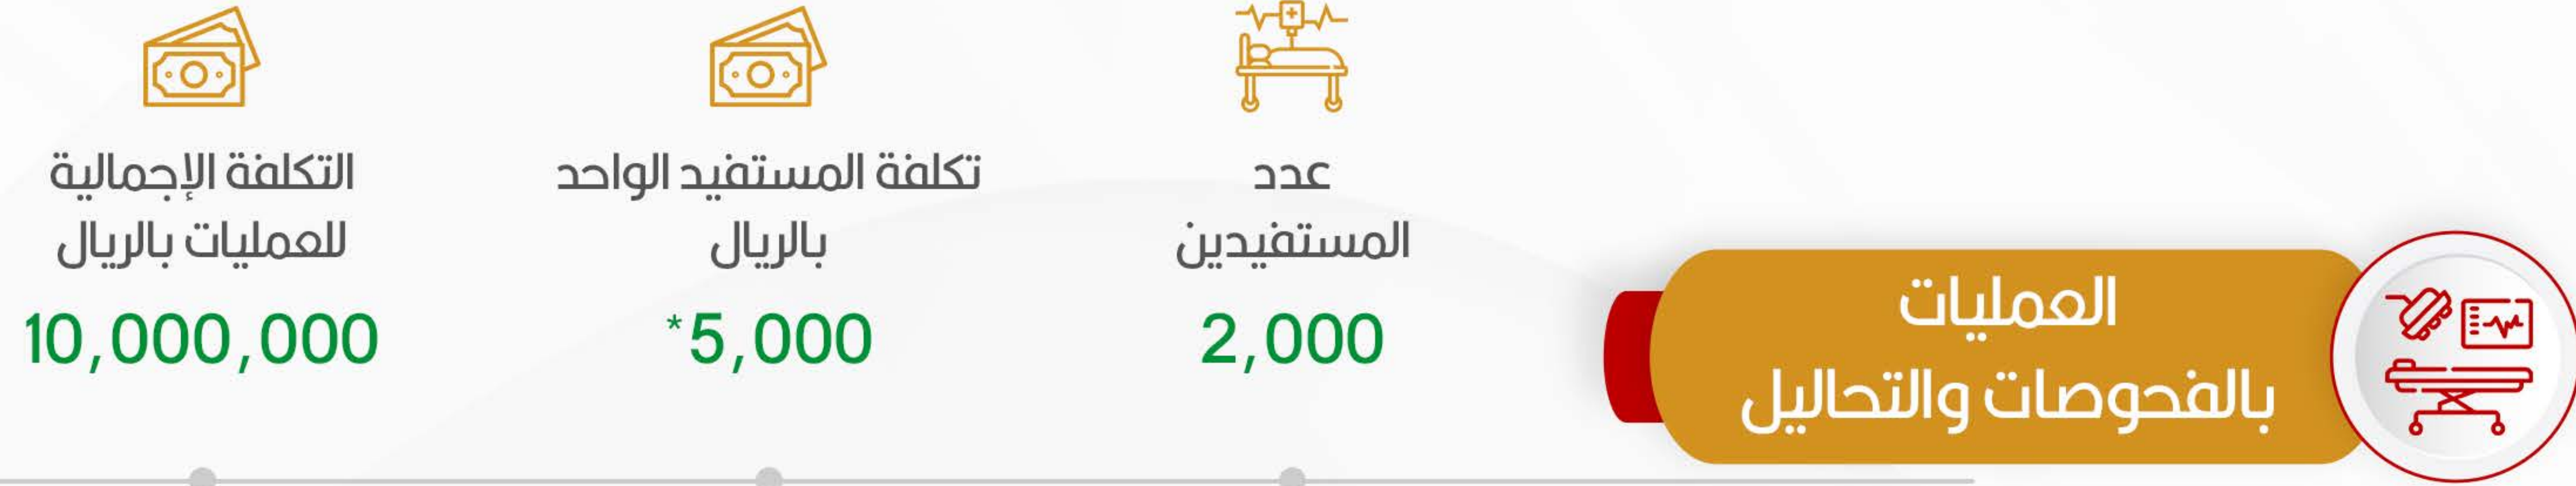 العمليات
بالفحوصات والتحاليل
عدد
المستفيدين
2,000
تكلفة المستفيد الواحد
بالريال
*5,000
التكلفة الإجمالية
للعمليات بالريال
10,000,000